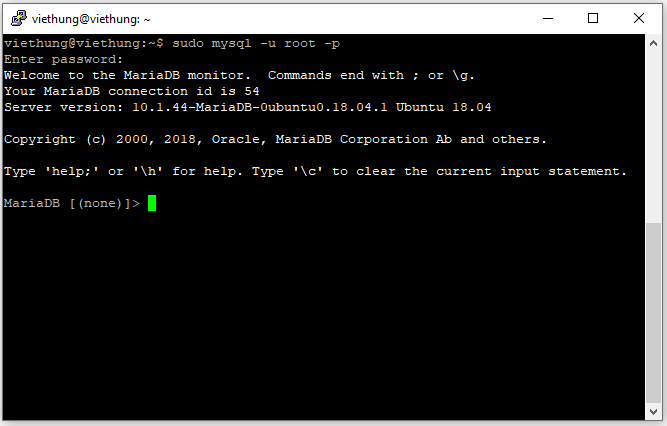 viethung@viethung: ~
viethung@viethung:~$ sudo mysql -u root -p
Enter password:
Welcome to the MariaDB monitor.  Commands end with ; or \g.
Your MariaDB connection id is 54
Server version: 10.1.44-MariaDB-0ubuntu0.18.04.1 Ubuntu 18.04
Copyright (c) 2000, 2018, Oracle, MariaDB Corporation Ab and others.
Type 'help;' or '\h' for help. Type '\c' to clear the current input statement.
MariaDB [(none)]>